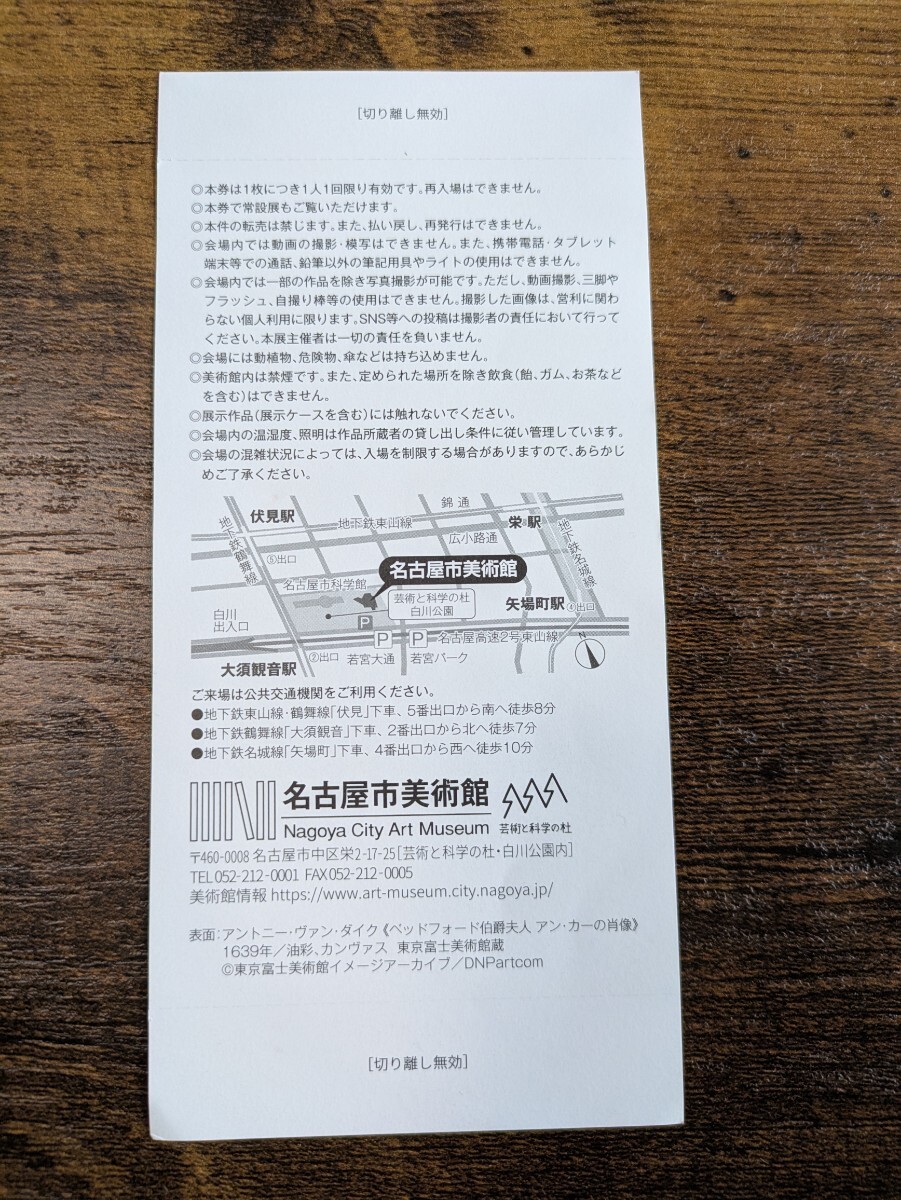 [切り離し無効]
◎本券は1枚につき1人1回限り有効です。再入場はできません。
◎本券で常設展もご覧いただけます。
◎本件の転売は禁じます。また、払い戻し、再発行はできません。
◎会場内では動画の撮影・模写はできません。また、携帯電話・タブレット
端末等での通話、鉛筆以外の筆記用具やライトの使用はできません。
◎会場内では一部の作品を除き写真撮影が可能です。ただし、動画撮影、三脚や
フラッシュ、自撮り棒等の使用はできません。撮影した画像は、営利に関わ
らない個人利用に限ります。SNS等への投稿は撮影者の責任において行って
ください。本展主催者は一切の責任を負いません。
◎会場には動植物、危険物、傘などは持ち込めません。
◎美術館内は禁煙です。また、定められた場所を除き飲食(飴、ガム、お茶など
を含む)はできません。
◎展示作品(展示ケースを含む)には触れないでください。
◎会場内の温湿度、照明は作品所蔵者の貸し出し条件に従い管理しています。
◎会場の混雑状況によっては、入場を制限する場合がありますので、あらかじ
めご了承ください。
錦通
伏見駅
地下鉄東山線
栄駅
広小路通
地下鉄鶴舞線
地下鉄名城線
⑤出口
名古屋市美術館
名古屋市科学館
芸術と科学の杜
白川公園
矢場町駅
④出口
白川
出入口
P
P
P
名古屋高速2号東山線
N
大須観音駅
②出口
若宮大通
若宮パーク
ご来場は公共交通機関をご利用ください。
●地下鉄東山線・鶴舞線「伏見」下車、5番出口から南へ徒歩8分
●地下鉄鶴舞線「大須観音」下車、2番出口から北へ徒歩7分
●地下鉄名城線「矢場町」下車、4番出口から西へ徒歩10分
名古屋市美術館
Nagoya City Art Museum
芸術と科学の杜
〒460-0008 名古屋市中区栄2-17-25[芸術と科学の杜・白川公園内]
TEL 052-212-0001 FAX 052-212-0005
美術館情報 https://www.art-museum.city.nagoya.jp/
表面:アントニー・ヴァン・ダイク《ベッドフォード伯爵夫人 アン・カーの肖像》
1639年/油彩、カンヴァス 東京富士美術館蔵
©東京富士美術館イメージアーカイブ/DNPartcom
[切り離し無効]